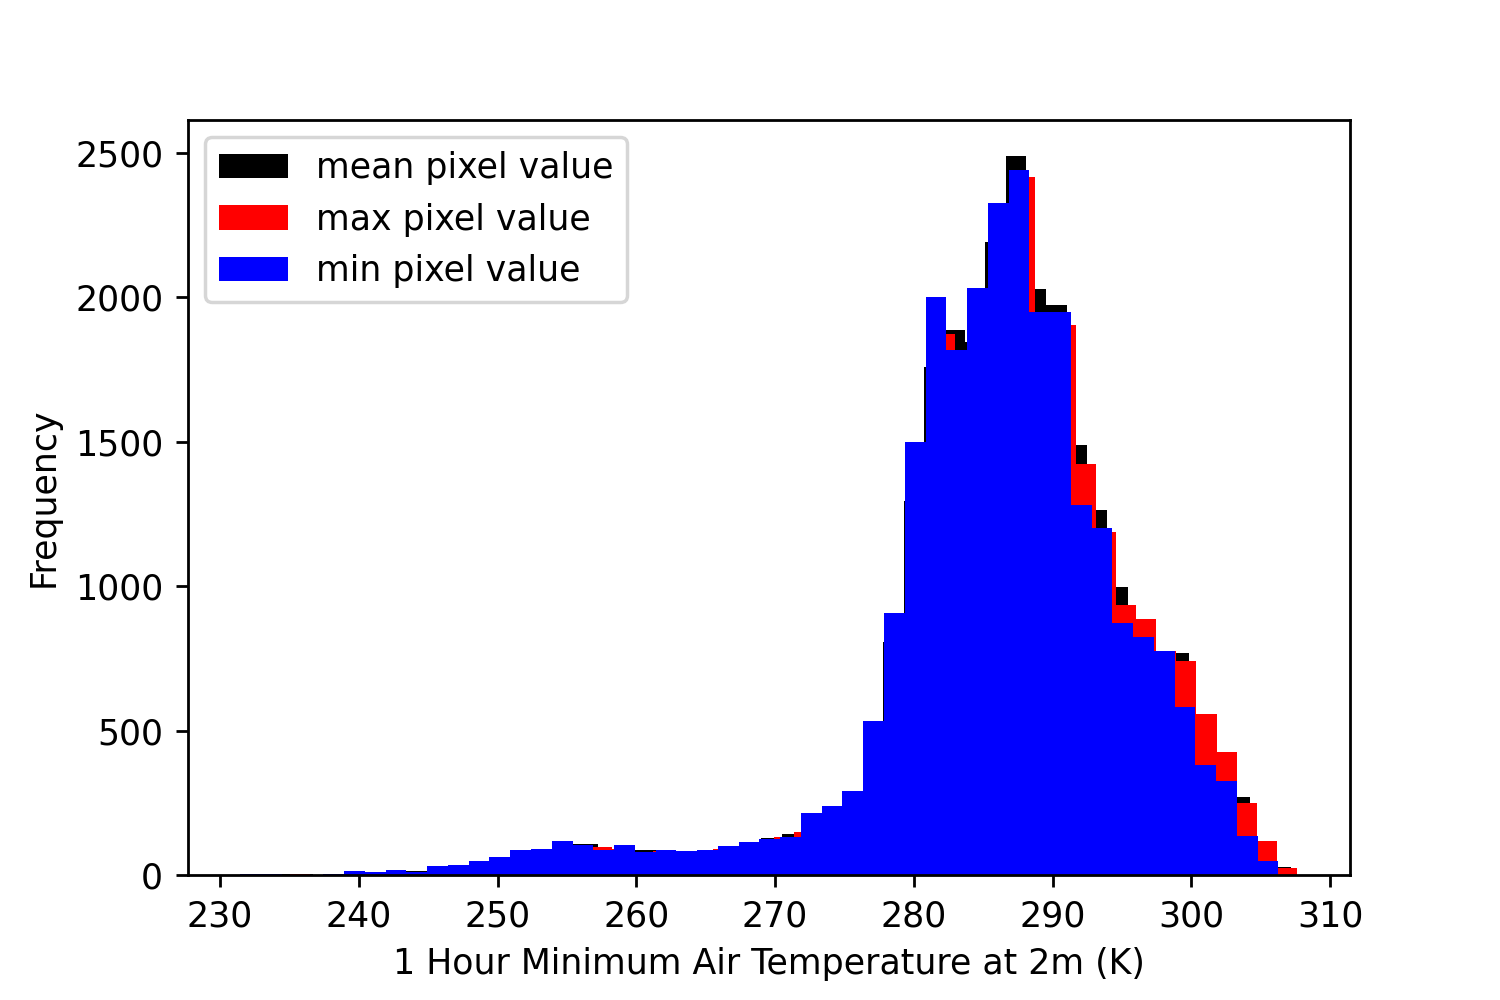 mean pixel value
max pixel value
min pixel value
2500
2000
1500
1000
500
0
Frequency
230 240 250 260 270 280 290 300 310
1 Hour Minimum Air Temperature at 2m (K)